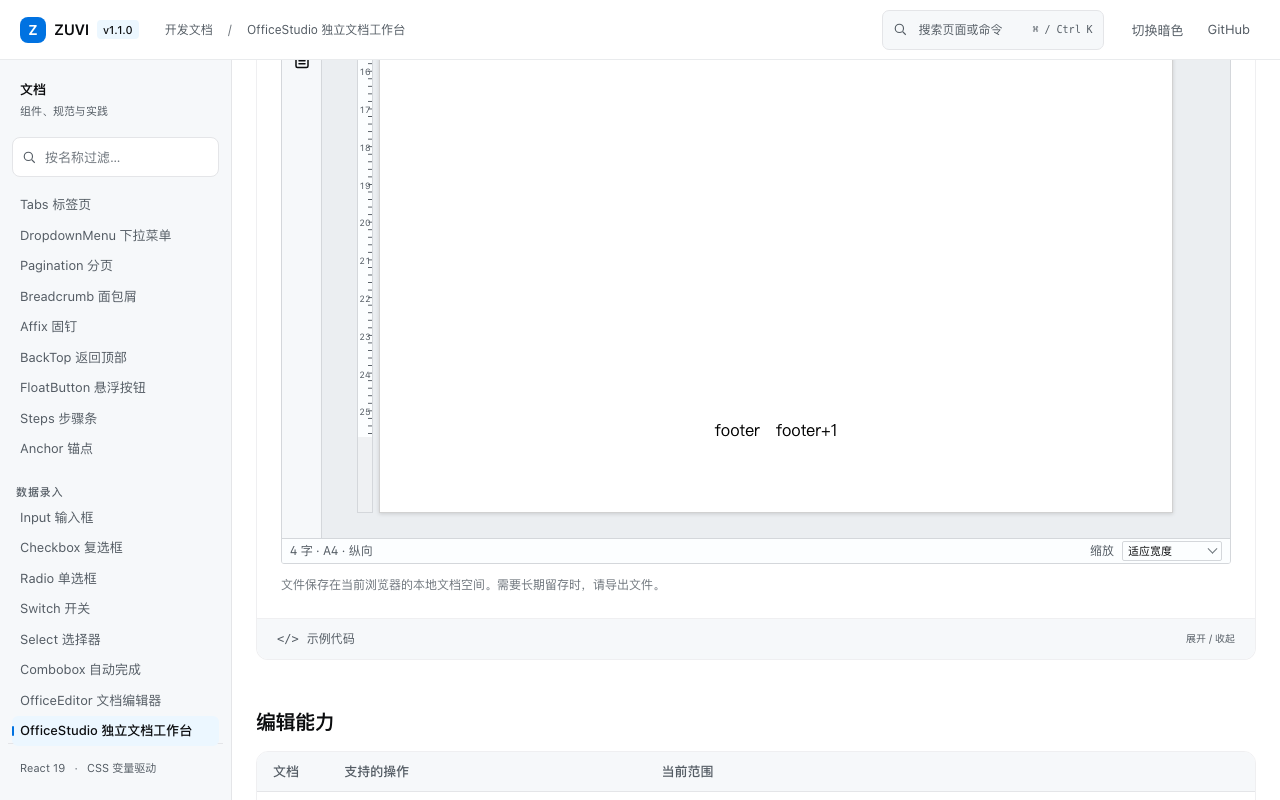 Z ZUVI v1.1.0 开发文档 / OfficeStudio 独立文档工作台 搜索页面或命令 ⌘ / Ctrl K 切换暗色 GitHub
文档
组件、规范与实践
按名称过滤...
Tabs 标签页
DropdownMenu 下拉菜单
Pagination 分页
Breadcrumb 面包屑
Affix 固钉
BackTop 返回顶部
FloatButton 悬浮按钮
Steps 步骤条
Anchor 锚点
数据录入
Input 输入框
Checkbox 复选框
Radio 单选框
Switch 开关
Select 选择器
Combobox 自动完成
OfficeEditor 文档编辑器
OfficeStudio 独立文档工作台
React 19 · CSS 变量驱动
16
17
18
19
20
21
22
23
24
25
footer footer+1
4 字 · A4 · 纵向 缩放 适应宽度
文件保存在当前浏览器的本地文档空间。需要长期留存时，请导出文件。
</> 示例代码 展开 / 收起
编辑能力
文档 支持的操作 当前范围